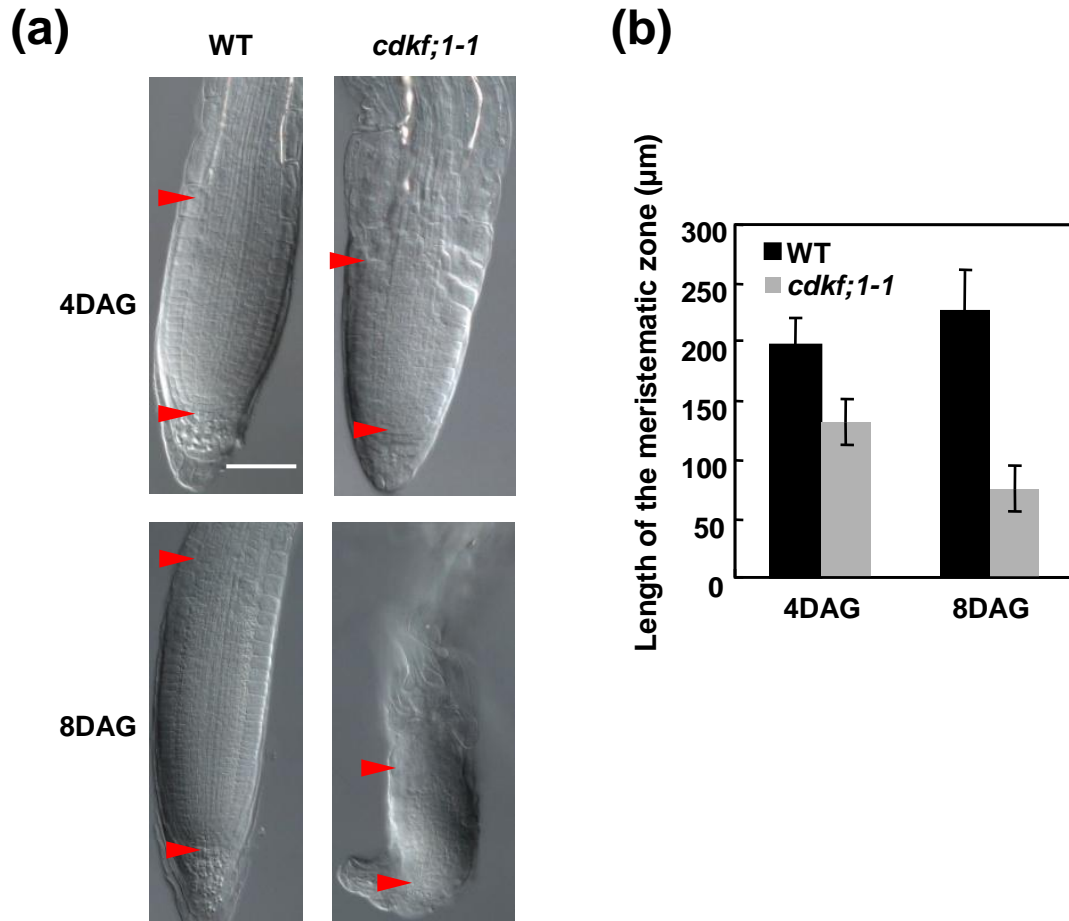 (a)
WT
cdkf;1-1
4DAG
8DAG
(b)
Length of the meristematic zone (µm)
300
250
200
150
100
50
0
WT
cdkf;1-1
4DAG
8DAG